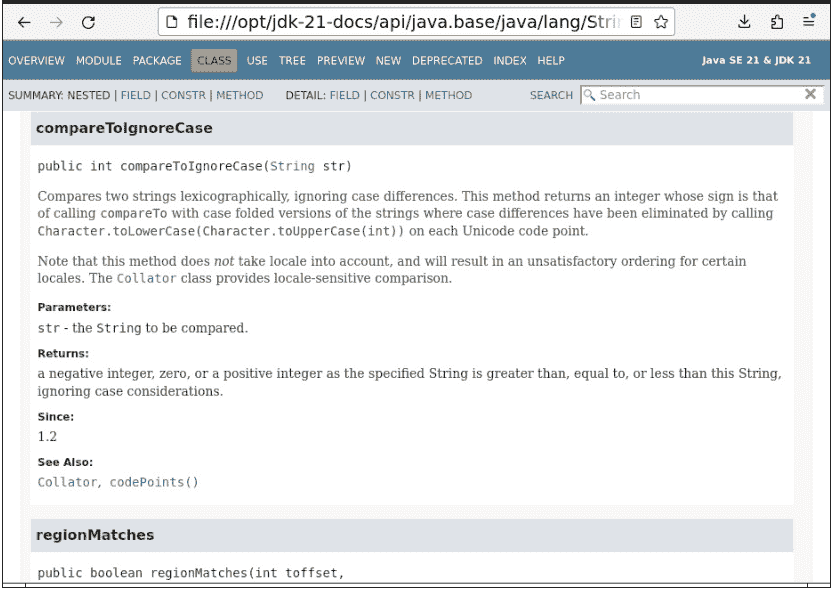 file:///opt/jdk-21-docs/api/java.base/java/lang/Stri
OVERVIEW MODULE PACKAGE CLASS USE TREE PREVIEW NEW DEPRECATED INDEX HELP Java SE 21 & JDK 21
SUMMARY: NESTED | FIELD | CONSTR | METHOD DETAIL: FIELD | CONSTR | METHOD SEARCH Search
compareToIgnoreCase
public int compareToIgnoreCase(String str)
Compares two strings lexicographically, ignoring case differences. This method returns an integer whose sign is that
of calling compareTo with case folded versions of the strings where case differences have been eliminated by calling
Character.toLowerCase(Character.toUpperCase(int)) on each Unicode code point.
Note that this method does not take locale into account, and will result in an unsatisfactory ordering for certain
locales. The Collator class provides locale-sensitive comparison.
Parameters:
str - the String to be compared.
Returns:
a negative integer, zero, or a positive integer as the specified String is greater than, equal to, or less than this String,
ignoring case considerations.
Since:
1.2
See Also:
Collator, codePoints()
regionMatches
public boolean regionMatches(int toffset,